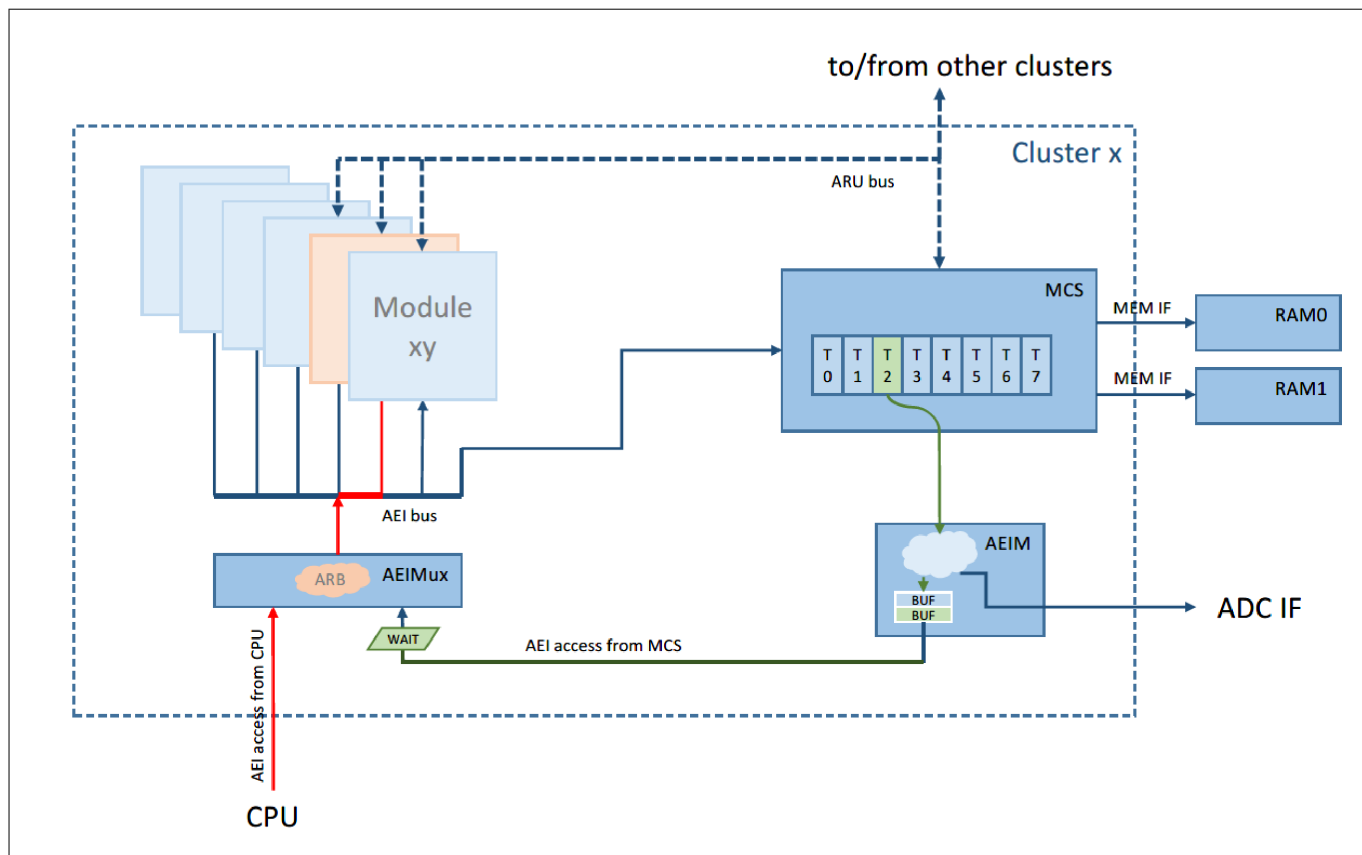 to/from other clusters
Cluster x
ARU bus
Module
xy
MCS
T T T T T T T T
0 1 2 3 4 5 6 7
MEM IF
RAM0
MEM IF
RAM1
AEI bus
AEIM
ARB
AEIMux
BUF
BUF
ADC IF
WAIT
AEI access from MCS
AEI access from CPU
CPU